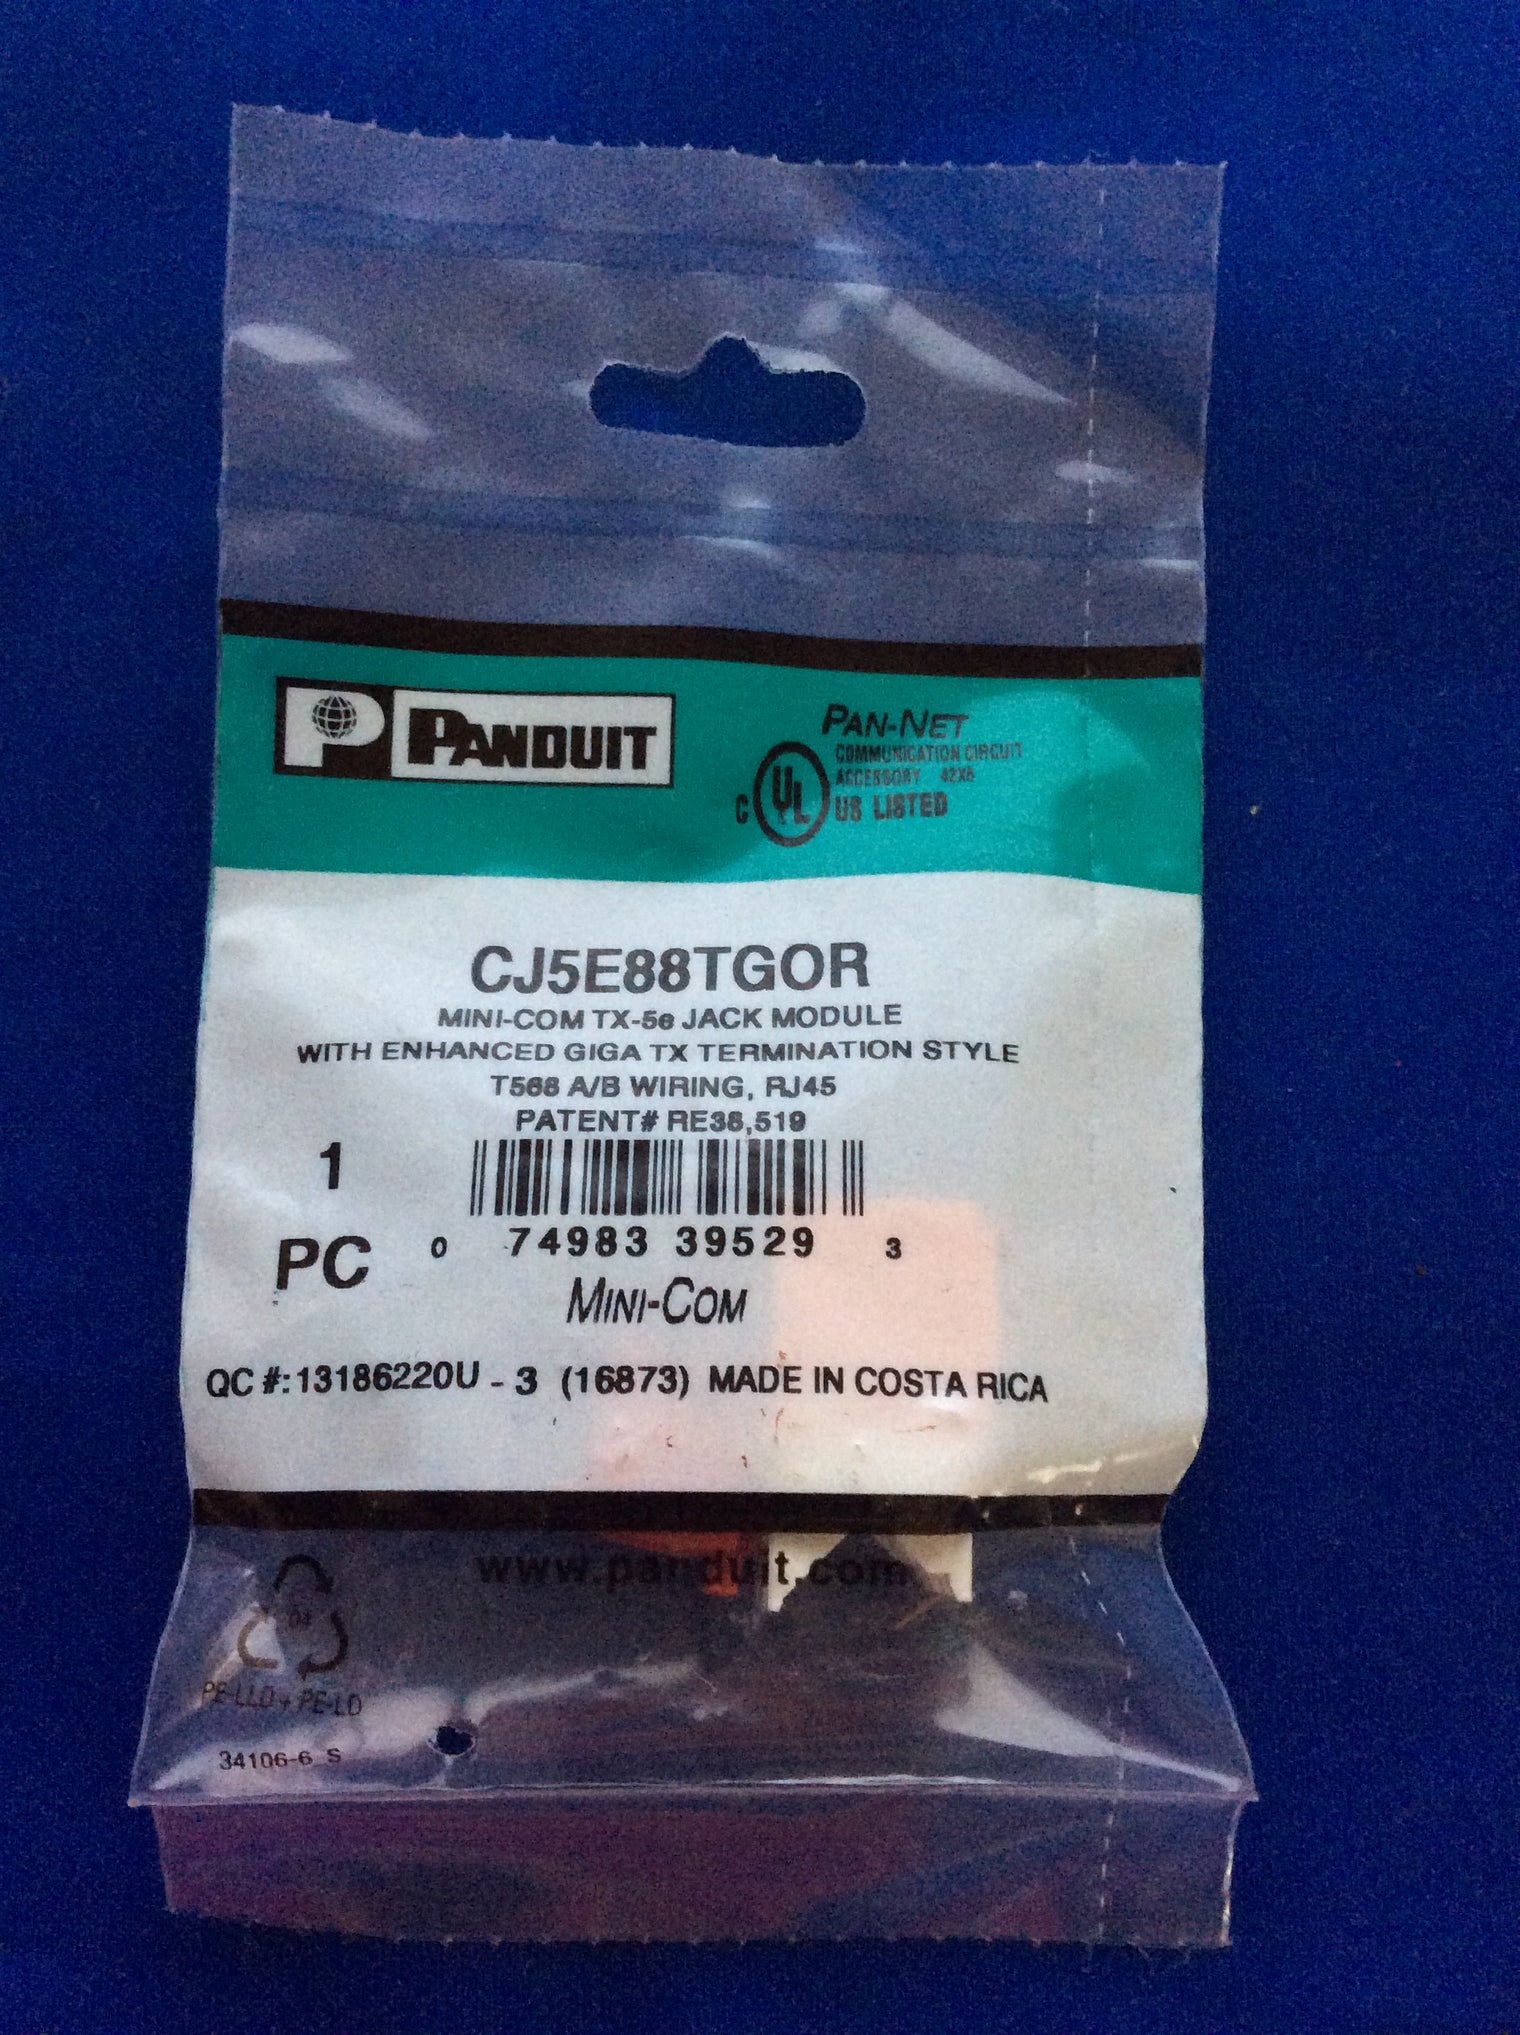 P PANDUIT
PAN-NET
COMMUNICATION CIRCUIT
ACCESSORY 42X6
C UL US LISTED
CJ5E88TGOR
MINI-COM TX-5e JACK MODULE
WITH ENHANCED GIGA TX TERMINATION STYLE
T568 A/B WIRING, RJ45
PATENT# RE38,519
1
PC
0 74983 39529 3
MINI-COM
QC #:13186220U - 3 (16873) MADE IN COSTA RICA
www.panduit.com
04
PE-LLD + PE-LD
34106-6 S